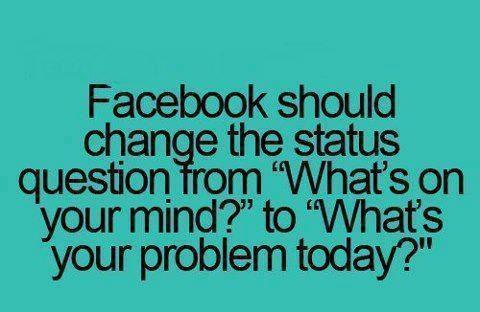 Facebook should
change the status
question from “What’s on
your mind?” to “What’s
your problem today?"